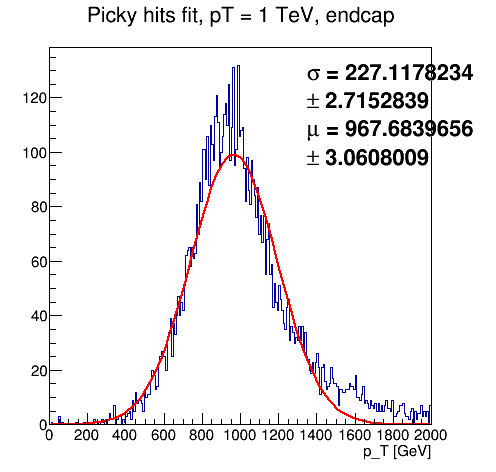 Picky hits fit, pT = 1 TeV, endcap
σ = 227.1178234
± 2.7152839
μ = 967.6839656
± 3.0608009
120
100
80
60
40
20
0
0 200 400 600 800 1000 1200 1400 1600 1800 2000
p_T [GeV]